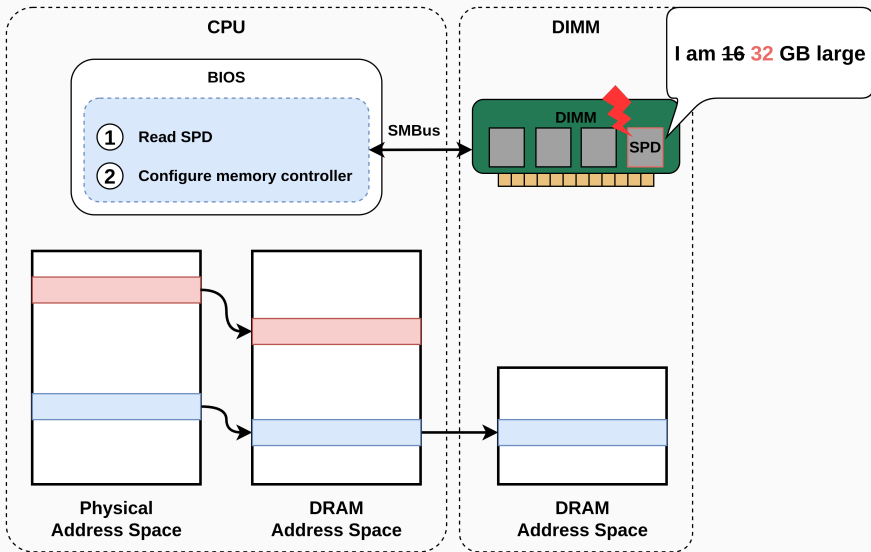 CPU
DIMM
I am 16 32 GB large
BIOS
1 Read SPD
2 Configure memory controller
SMBus
DIMM
SPD
Physical
Address Space
DRAM
Address Space
DRAM
Address Space